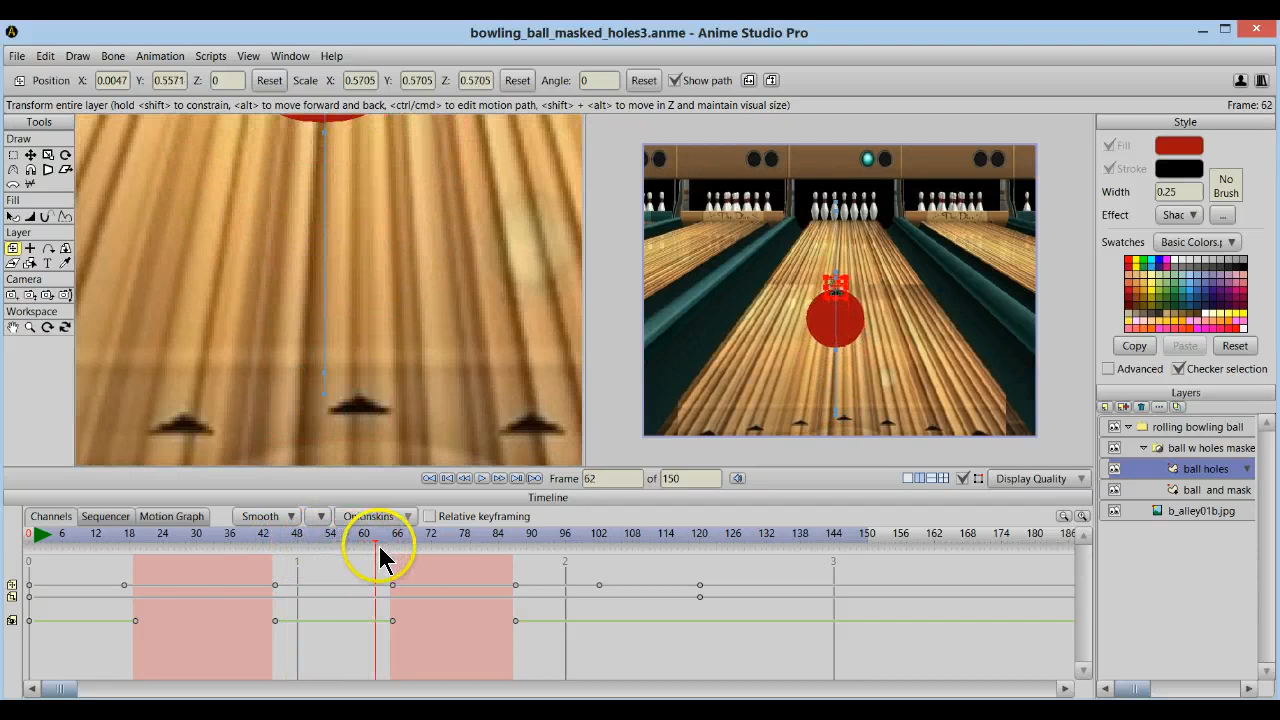 bowling_ball_masked_holes3.anme - Anime Studio Pro
File Edit Draw Bone Animation Scripts View Window Help
Position X: 0.0047 Y: 0.5571 Z: 0 Reset Scale X: 0.5705 Y: 0.5705 Z: 0.5705 Reset Angle: 0 Reset Show path
Transform entire layer (hold <shift> to constrain, <alt> to move forward and back, <ctrl/cmd> to edit motion path, <shift> + <alt> to move in Z and maintain visual size) Frame: 62
Tools
Draw
Fill
Layer
Camera
Workspace
Style
Fill
Stroke
Width 0.25
No Brush
Effect Shac ...
Swatches Basic Colors.p
Copy Paste Reset
Advanced Checker selection
Layers
rolling bowling ball
ball w holes maske
ball holes
ball and mask
b_alley01b.jpg
Frame 62 of 150 Display Quality
Timeline
Channels Sequencer Motion Graph Smooth Onionskins Relative keyframing
0 6 12 18 24 30 36 42 48 54 60 66 72 78 84 90 96 102 108 114 120 126 132 138 144 150 156 162 168 174 180 186
0 1 2 3